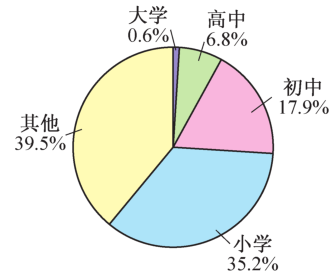 大学
0.6%
高中
6.8%
初中
17.9%
小学
35.2%
其他
39.5%